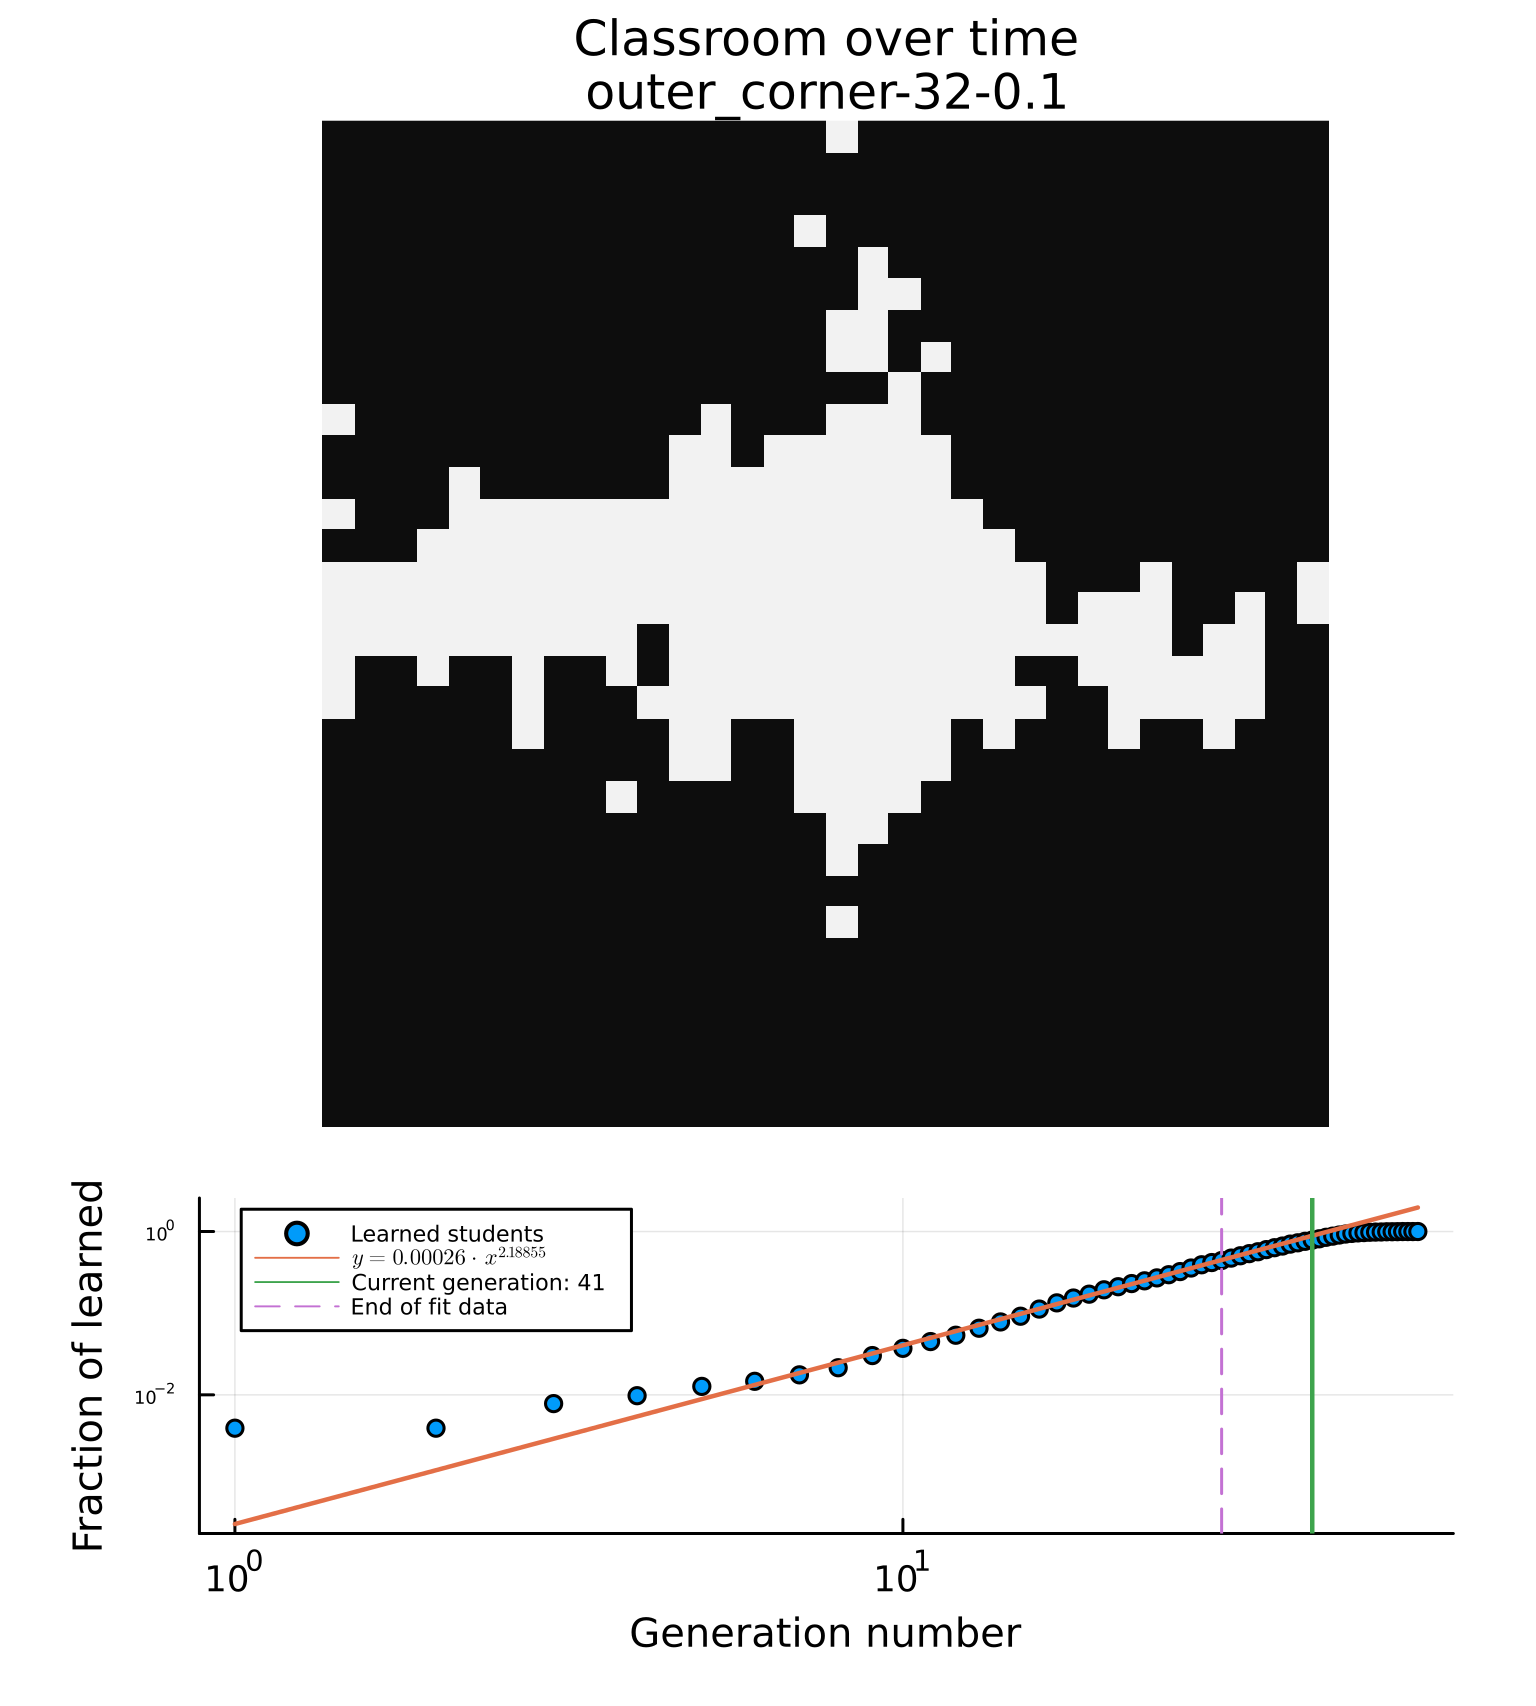 Classroom over time
outer_corner-32-0.1
Fraction of learned
10^0
10^-2
Learned students
y = 0.00026 · x^2.18855
Current generation: 41
End of fit data
10^0
10^1
Generation number